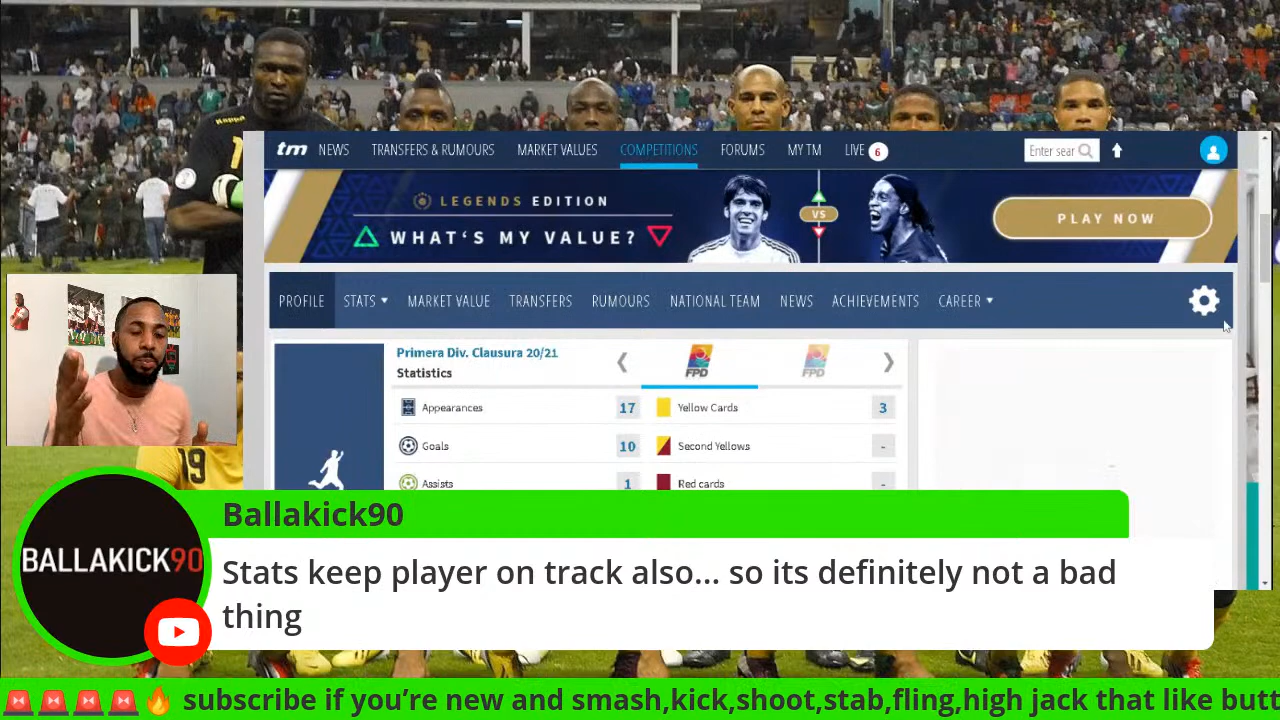 tm NEWS TRANSFERS & RUMOURS MARKET VALUES COMPETITIONS FORUMS MY TM LIVE 6 Enter sear
LEGENDS EDITION
WHAT'S MY VALUE?
VS
PLAY NOW
PROFILE STATS MARKET VALUE TRANSFERS RUMOURS NATIONAL TEAM NEWS ACHIEVEMENTS CAREER
Primera Div. Clausura 20/21
Statistics
FPD FPD
Appearances 17 Yellow Cards 3
Goals 10 Second Yellows -
Assists 1 Red cards -
19
Ballakick90
BALLAKICK90
Stats keep player on track also... so its definitely not a bad
thing
subscribe if you’re new and smash,kick,shoot,stab,fling,high jack that like butt